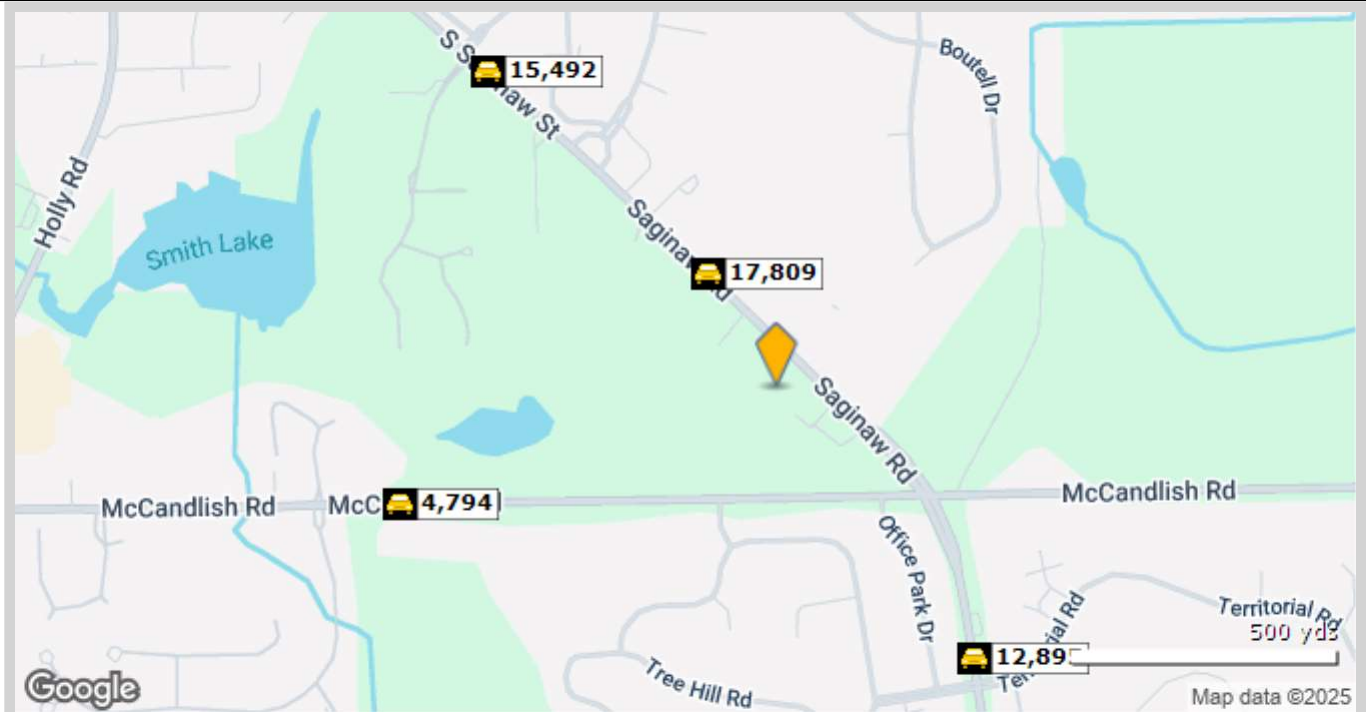 S Saginaw St
15,492
Boutell Dr
Holly Rd
Smith Lake
Saginaw Rd
17,809
Saginaw Rd
McCandlish Rd
4,794
McCandlish Rd
Office Park Dr
Territorial Rd
500 yds
12,89
Tree Hill Rd
Google
Map data ©2025